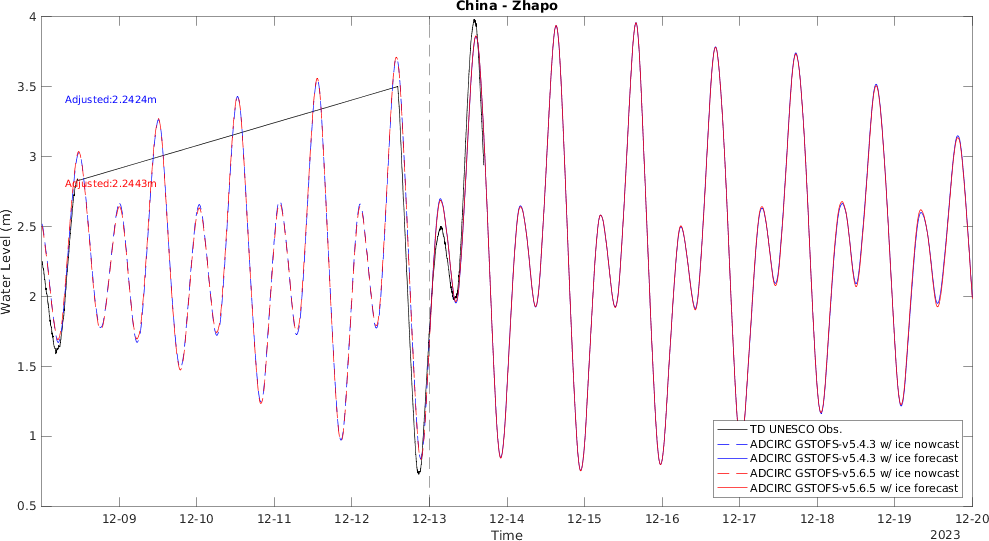 China - Zhapo
4
3.5
3
2.5
2
1.5
1
0.5
Water Level (m)
Adjusted:2.2424m
Adjusted:2.2443m
TD UNESCO Obs.
ADCIRC GSTOFS-v5.4.3 w/ ice nowcast
ADCIRC GSTOFS-v5.4.3 w/ ice forecast
ADCIRC GSTOFS-v5.6.5 w/ ice nowcast
ADCIRC GSTOFS-v5.6.5 w/ ice forecast
12-09 12-10 12-11 12-12 12-13 12-14 12-15 12-16 12-17 12-18 12-19 12-20
Time
2023